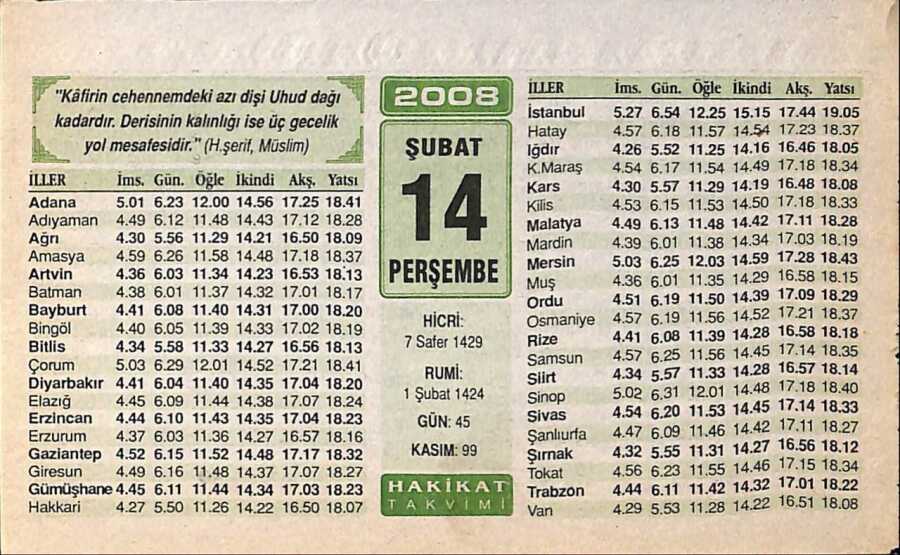 "Kâfirin cehennemdeki azı dişi Uhud dağı
kadardır. Derisinin kalınlığı ise üç gecelik
yol mesafesidir." (H.şerif, Müslim)
İLLER İms. Gün. Öğle İkindi Akş. Yatsı
Adana 5.01 6.23 12.00 14.56 17.25 18.41
Adıyaman 4.49 6.12 11.48 14.43 17.12 18.28
Ağrı 4.30 5.56 11.29 14.21 16.50 18.09
Amasya 4.59 6.26 11.58 14.48 17.18 18.37
Artvin 4.36 6.03 11.34 14.23 16.53 18.13
Batman 4.38 6.01 11.37 14.32 17.01 18.17
Bayburt 4.41 6.08 11.40 14.31 17.00 18.20
Bingöl 4.40 6.05 11.39 14.33 17.02 18.19
Bitlis 4.34 5.58 11.33 14.27 16.56 18.13
Çorum 5.03 6.29 12.01 14.52 17.21 18.41
Diyarbakır 4.41 6.04 11.40 14.35 17.04 18.20
Elazığ 4.45 6.09 11.44 14.38 17.07 18.24
Erzincan 4.44 6.10 11.43 14.35 17.04 18.23
Erzurum 4.37 6.03 11.36 14.27 16.57 18.16
Gaziantep 4.52 6.15 11.52 14.48 17.17 18.32
Giresun 4.49 6.16 11.48 14.37 17.07 18.27
Gümüşhane 4.45 6.11 11.44 14.34 17.03 18.23
Hakkari 4.27 5.50 11.26 14.22 16.50 18.07
2008
ŞUBAT
14
PERŞEMBE
HİCRİ:
7 Safer 1429
RUMİ:
1 Şubat 1424
GÜN: 45
KASIM: 99
HAKİKAT
TAKVİMİ
İLLER İms. Gün. Öğle İkindi Akş. Yatsı
İstanbul 5.27 6.54 12.25 15.15 17.44 19.05
Hatay 4.57 6.18 11.57 14.54 17.23 18.37
Iğdır 4.26 5.52 11.25 14.16 16.46 18.05
K.Maraş 4.54 6.17 11.54 14.49 17.18 18.34
Kars 4.30 5.57 11.29 14.19 16.48 18.08
Kilis 4.53 6.15 11.53 14.50 17.18 18.33
Malatya 4.49 6.13 11.48 14.42 17.11 18.28
Mardin 4.39 6.01 11.38 14.34 17.03 18.19
Mersin 5.03 6.25 12.03 14.59 17.28 18.43
Muş 4.36 6.01 11.35 14.29 16.58 18.15
Ordu 4.51 6.19 11.50 14.39 17.09 18.29
Osmaniye 4.57 6.19 11.56 14.52 17.21 18.37
Rize 4.41 6.08 11.39 14.28 16.58 18.18
Samsun 4.57 6.25 11.56 14.45 17.14 18.35
Siirt 4.34 5.57 11.33 14.28 16.57 18.14
Sinop 5.02 6.31 12.01 14.48 17.18 18.40
Sivas 4.54 6.20 11.53 14.45 17.14 18.33
Şanlıurfa 4.47 6.09 11.46 14.42 17.11 18.27
Şırnak 4.32 5.55 11.31 14.27 16.56 18.12
Tokat 4.56 6.23 11.55 14.46 17.15 18.34
Trabzon 4.44 6.11 11.42 14.32 17.01 18.22
Van 4.29 5.53 11.28 14.22 16.51 18.08